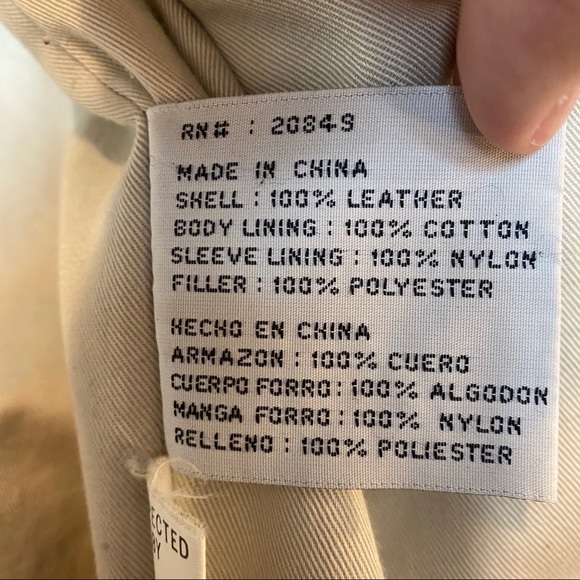 RN# : 20849
MADE IN CHINA
SHELL : 100% LEATHER
BODY LINING : 100% COTTON
SLEEVE LINING : 100% NYLON
FILLER : 100% POLYESTER
HECHO EN CHINA
ARMAZON : 100% CUERO
CUERPO FORRO : 100% ALGODON
MANGA FORRO : 100% NYLON
RELLENO : 100% POLIESTER